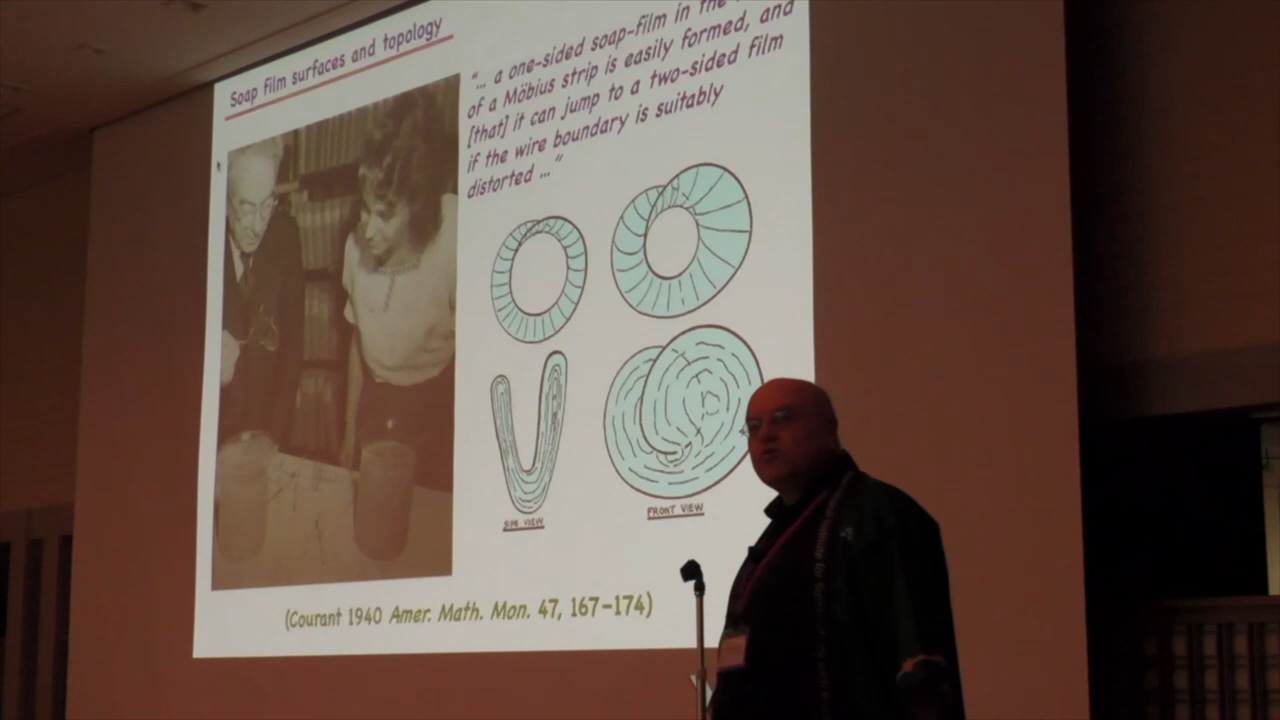 Soap film surfaces and topology
"... a one-sided soap-film in the
of a Möbius strip is easily formed, and
[that] it can jump to a two-sided film
if the wire boundary is suitably
distorted ..."
SIDE VIEW
FRONT VIEW
(Courant 1940 Amer. Math. Mon. 47, 167–174)